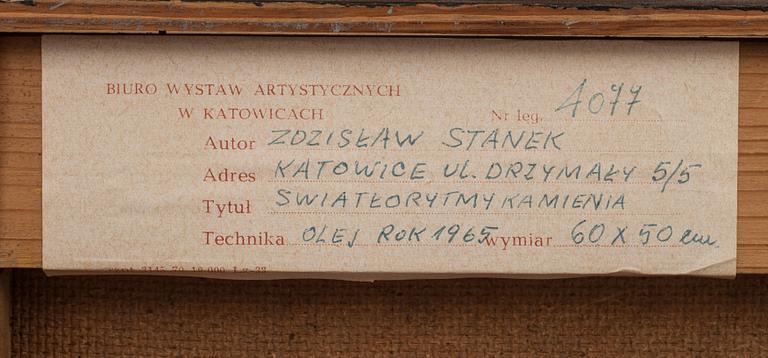 BIURO WYSTAW ARTYSTYCZNYCH
W KATOWICACH
Nr leg. 4077
Autor ZDZISŁAW STANEK
Adres KATOWICE UL. DRZYMAŁY 5/5
Tytuł ŚWIATŁORYTMY KAMIENIA
Technika OLEJ ROK 1965 wymiar 60 X 50 cm.